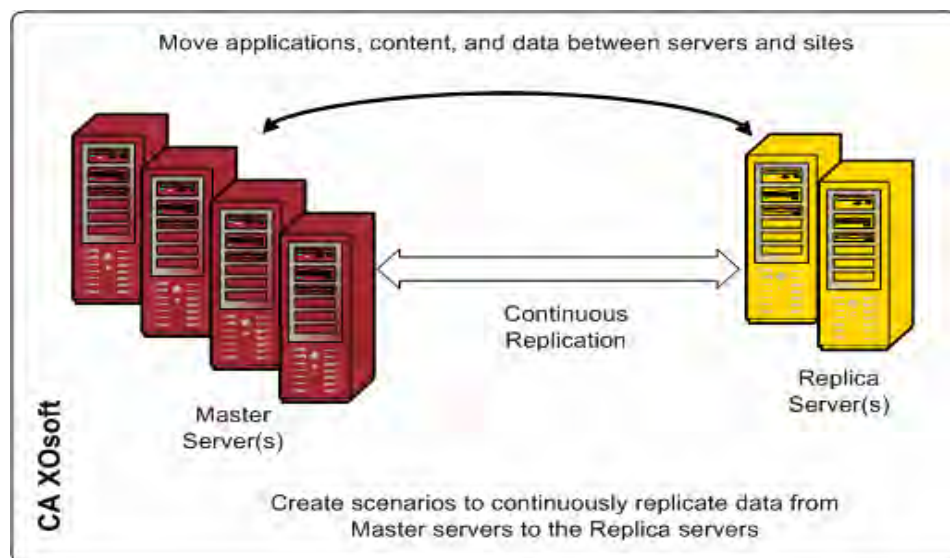 Move applications, content, and data between servers and sites
Continuous
Replication
Master
Server(s)
Replica
Server(s)
CA XOsoft
Create scenarios to continuously replicate data from
Master servers to the Replica servers